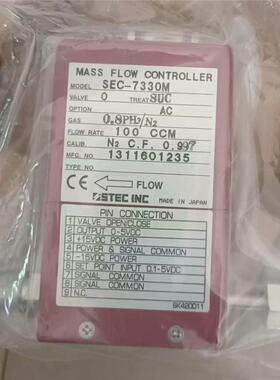 MASS FLOW CONTROLLER
MODEL SEC-7330M
VALVE O TREAT SUC
OPTION AC
GAS 0.8PH3/N2
FLOW RATE 100 CCM
CALIB. N2 C.F. 0.997
MFG. NO. 1311601235
TYPE NO.
CE FLOW
STEC INC MADE IN JAPAN
PIN CONNECTION
1 VALVE OPEN/CLOSE
2 OUTPUT 0-5VDC
3 +15VDC POWER
4 POWER & SIGNAL COMMON
5 -15VDC POWER
6 SET POINT INPUT 0.1-5VDC
7 SIGNAL COMMON
8 SIGNAL COMMON
9 N.C.
SK420011